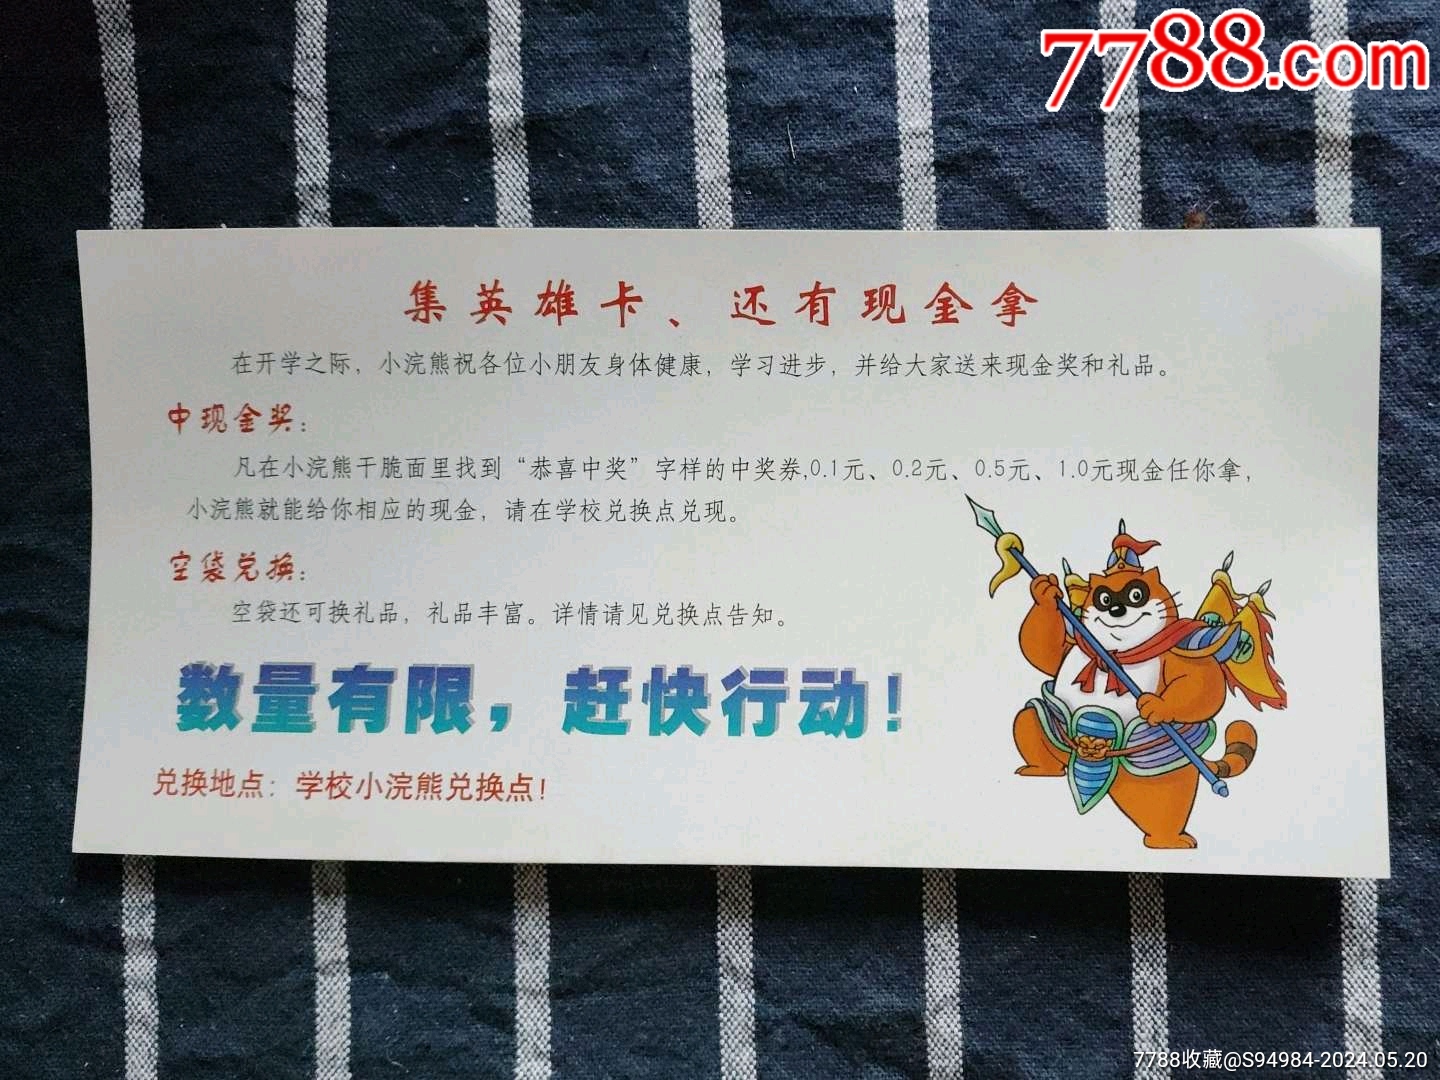 7788.com
集英雄卡、还有现金拿
在开学之际，小浣熊祝各位小朋友身体健康，学习进步，并给大家送来现金奖和礼品。
中现金奖：
凡在小浣熊干脆面里找到“恭喜中奖”字样的中奖券,0.1元、0.2元、0.5元、1.0元现金任你拿，
小浣熊就能给你相应的现金，请在学校兑换点兑现。
空袋兑换：
空袋还可换礼品，礼品丰富。详情请见兑换点告知。
数量有限，赶快行动！
兑换地点：学校小浣熊兑换点！
7788收藏@S94984-2024.05.20